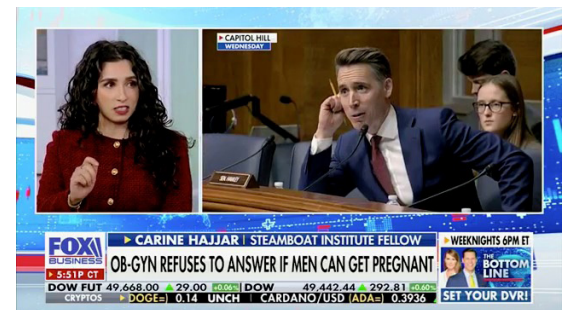 CAPITOL HILL
WEDNESDAY
SEN. HAWLEY
FOX
BUSINESS
5:51P CT
CARINE HAJJAR | STEAMBOAT INSTITUTE FELLOW
OB-GYN REFUSES TO ANSWER IF MEN CAN GET PREGNANT
WEEKNIGHTS 6PM ET
THE
BOTTOM
LINE
SET YOUR DVR!
DOW FUT 49,668.00 ▲ 29.00 +0.06% DOW 49,442.44 ▲ 292.81 +0.60%
CRYPTOS DOGE=) 0.14 UNCH CARDANO/USD (ADA=) 0.3936